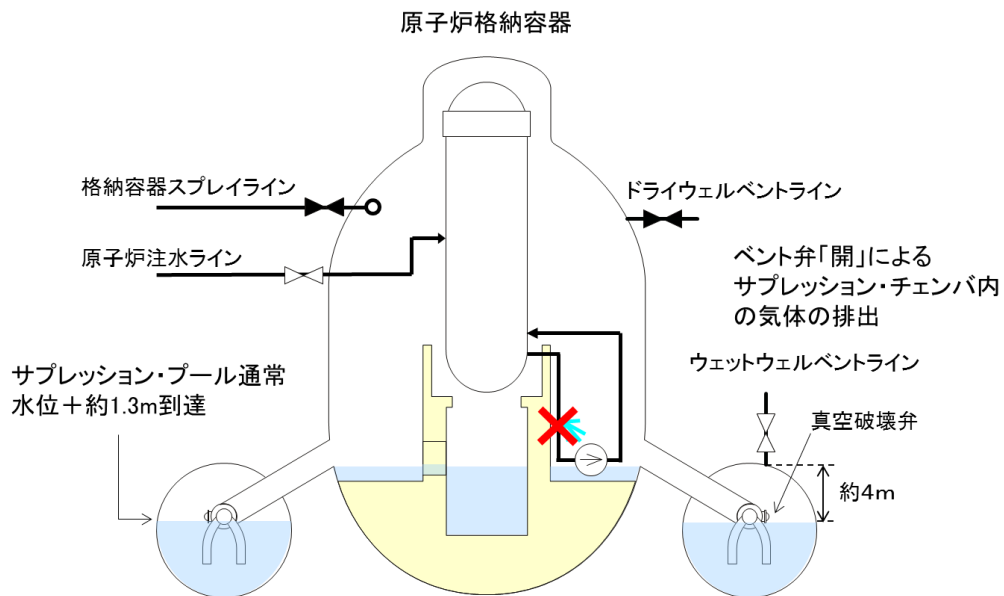 原子炉格納容器
格納容器スプレイライン
ドライウェルベントライン
原子炉注水ライン
ベント弁「開」による
サプレッション・チェンバ内
の気体の排出
ウェットウェルベントライン
サプレッション・プール通常
水位＋約1.3m到達
真空破壊弁
約4m